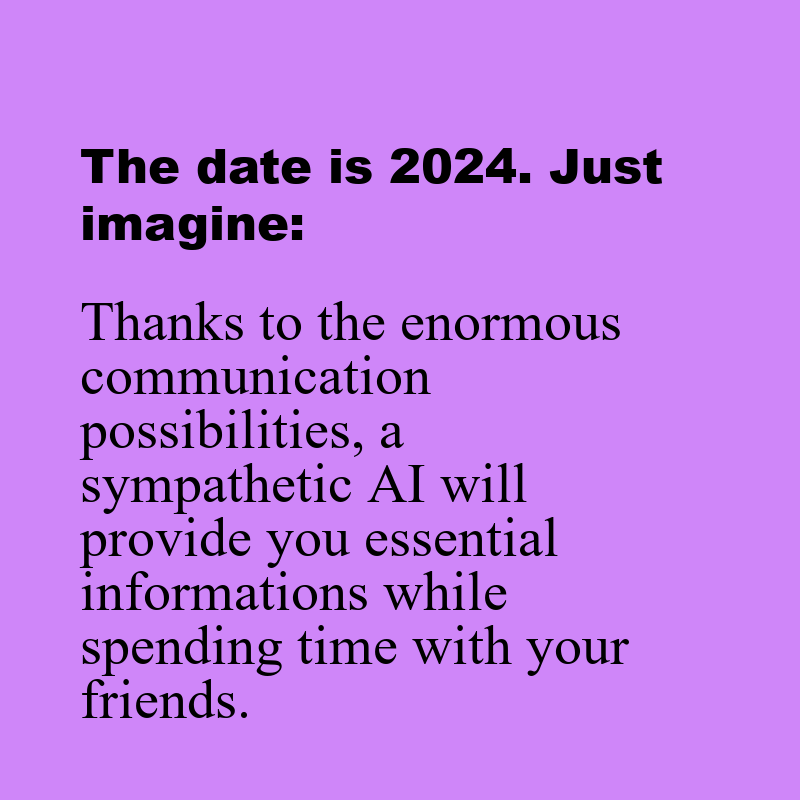 The date is 2024. Just
imagine:
Thanks to the enormous
communication
possibilities, a
sympathetic AI will
provide you essential
informations while
spending time with your
friends.